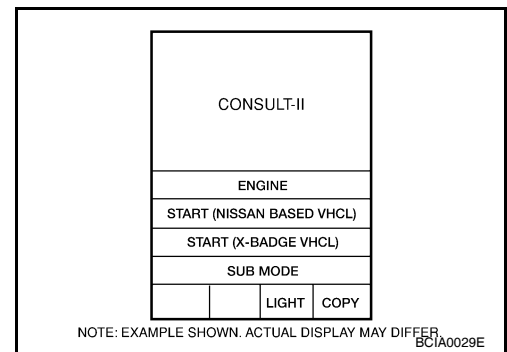 CONSULT-II
ENGINE
START (NISSAN BASED VHCL)
START (X-BADGE VHCL)
SUB MODE
LIGHT COPY
NOTE: EXAMPLE SHOWN. ACTUAL DISPLAY MAY DIFFER.
BCIA0029E